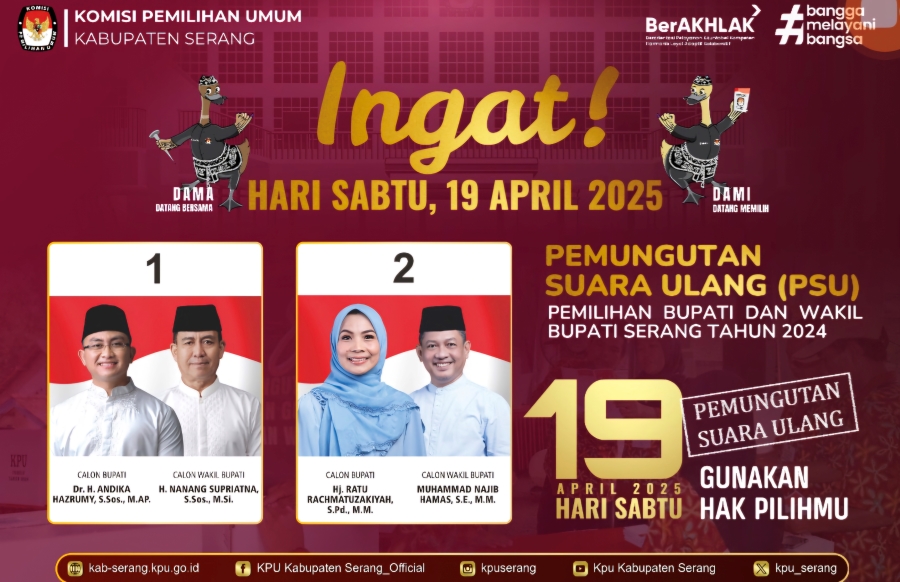 KOMISI PEMILIHAN UMUM
KABUPATEN SERANG
BerAKHLAK
#bangga
melayani
bangsa
Ingat!
HARI SABTU, 19 APRIL 2025
DAMA
DATANG BERSAMA
DAMI
DATANG MEMILIH
1
CALON BUPATI
Dr. H. ANDIKA
HAZRUMY, S.Sos., M.AP.
CALON WAKIL BUPATI
H. NANANG SUPRIATNA,
S.Sos., M.Si.
2
CALON BUPATI
Hj. RATU
RACHMATUZAKIYAH,
S.Pd., M.M.
CALON WAKIL BUPATI
MUHAMMAD NAJIB
HAMAS, S.E., M.M.
PEMUNGUTAN
SUARA ULANG (PSU)
PEMILIHAN BUPATI DAN WAKIL
BUPATI SERANG TAHUN 2024
19
APRIL 2025
HARI SABTU
PEMUNGUTAN
SUARA ULANG
GUNAKAN
HAK PILIHMU
kab-serang.kpu.go.id
KPU Kabupaten Serang_Official
kpuserang
Kpu Kabupaten Serang
kpu_serang